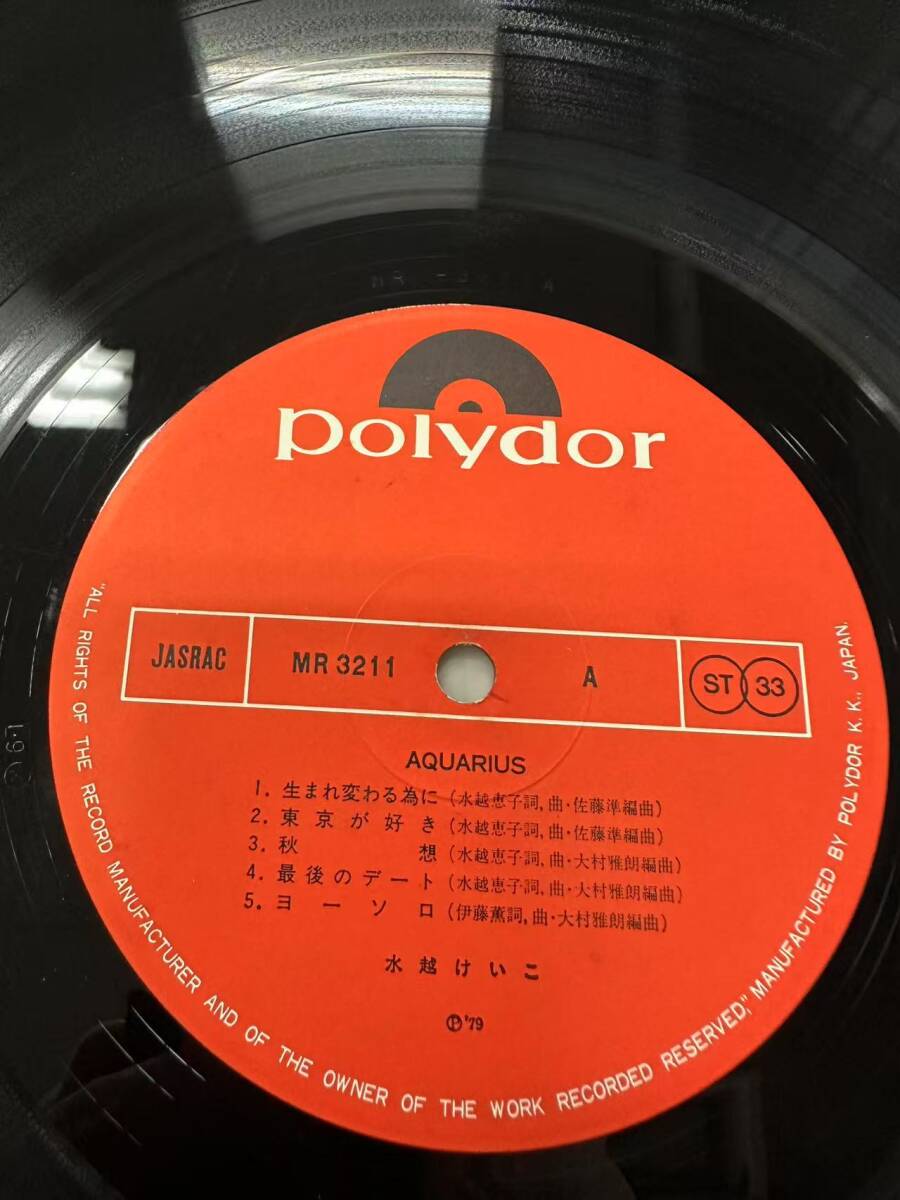 polydor
JASRAC MR 3211 A ST 33
AQUARIUS
1. 生まれ変わる為に (水越恵子詞, 曲・佐藤準編曲)
2. 東京が好き (水越恵子詞, 曲・佐藤準編曲)
3. 秋想 (水越恵子詞, 曲・大村雅朗編曲)
4. 最後のデート (水越恵子詞, 曲・大村雅朗編曲)
5. ヨーソロ (伊藤薫詞, 曲・大村雅朗編曲)
水越けいこ
Ⓟ'79
"ALL RIGHTS OF THE RECORD MANUFACTURER AND OF THE OWNER OF THE WORK RECORDED RESERVED," MANUFACTURED BY POLYDOR K. K., JAPAN.